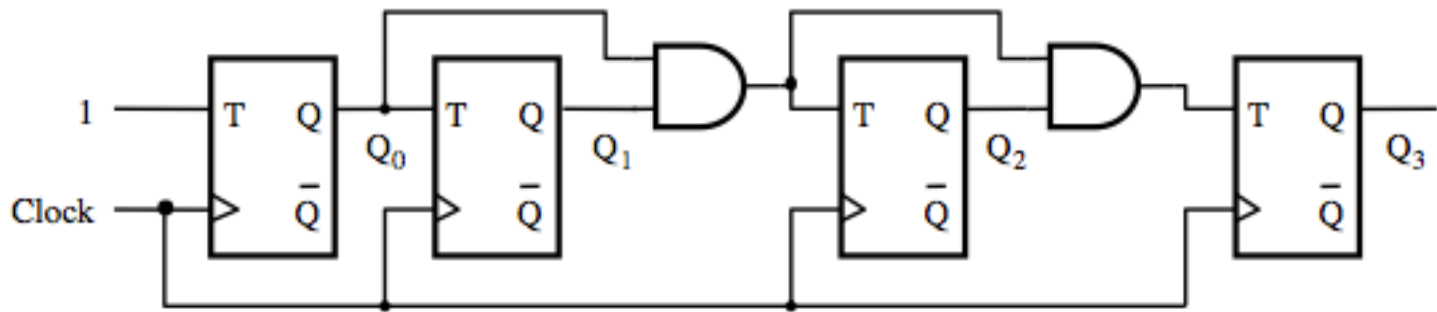 1 T Q T Q T Q T Q
Q₀ Q₁ Q₂ Q₃
Clock Q̅ Q̅ Q̅ Q̅